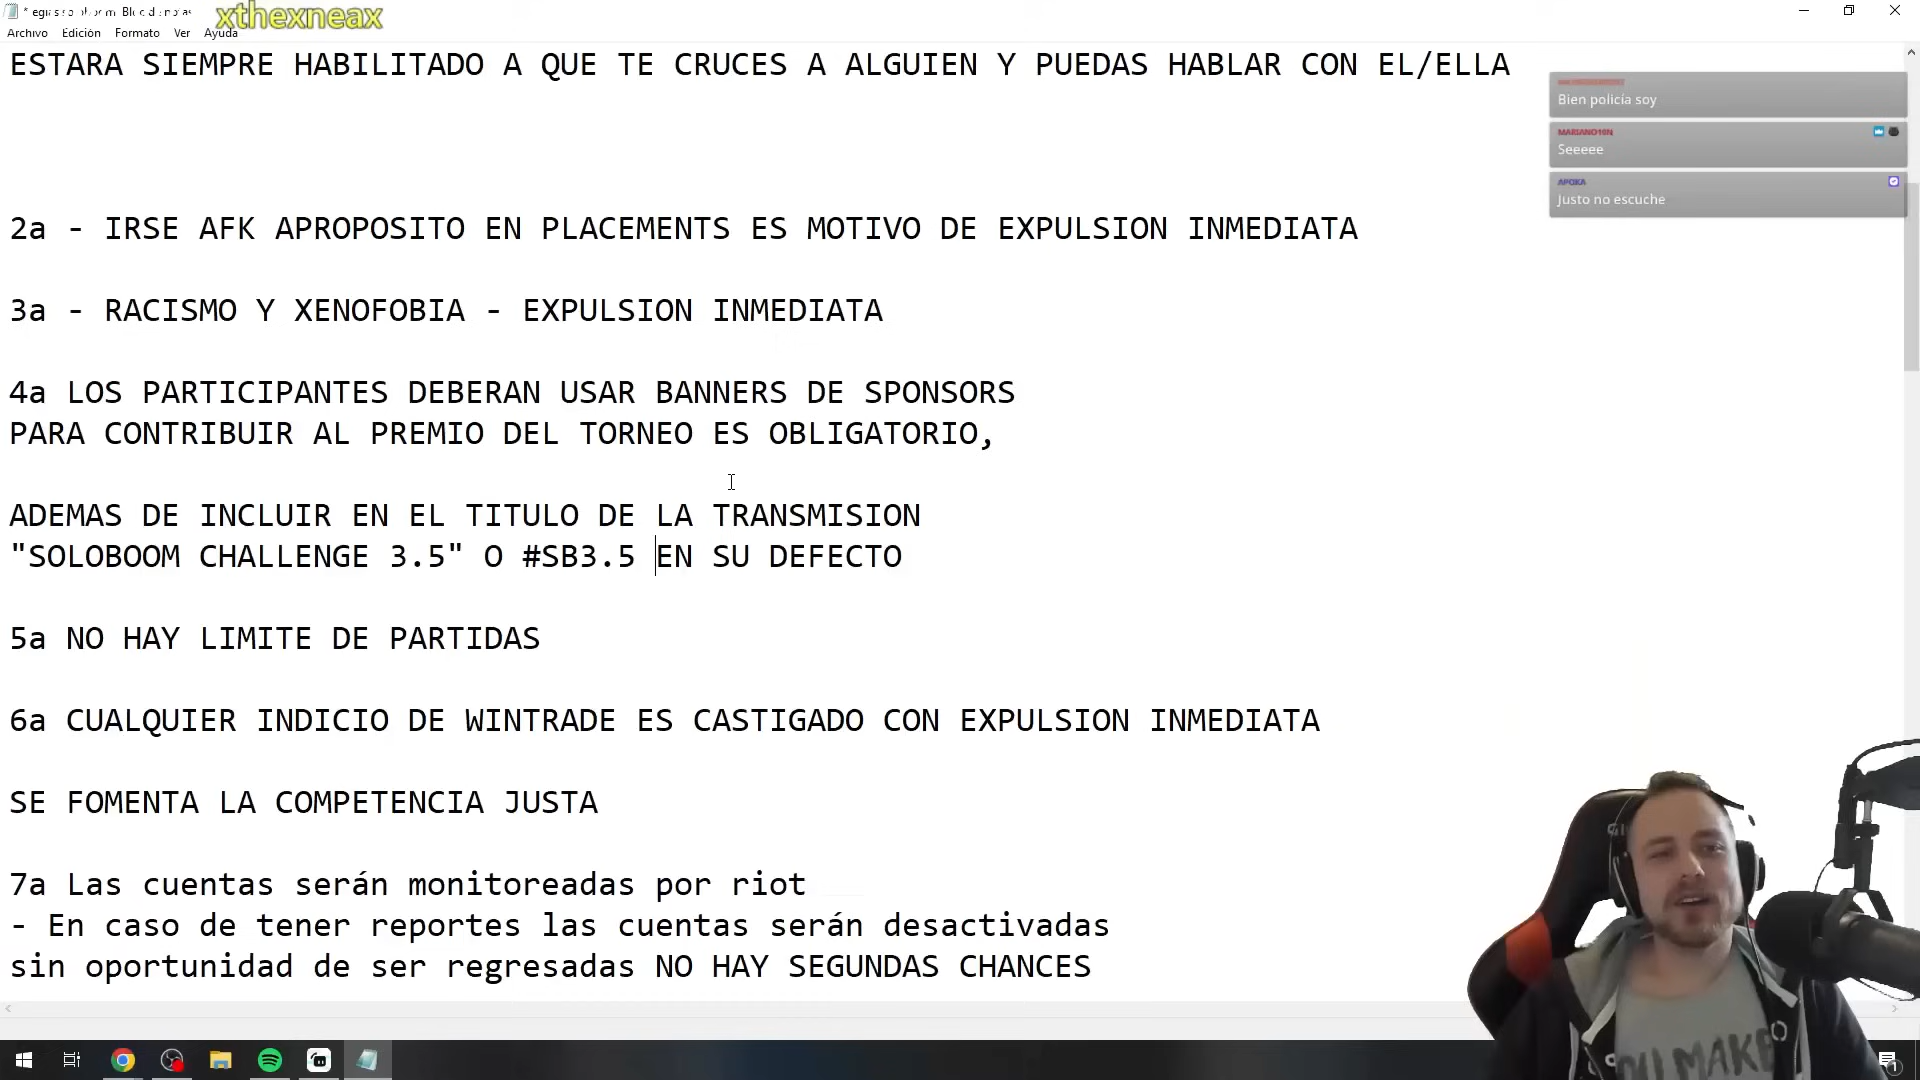 xthexneax
Archivo Edición Formato Ver Ayuda
ESTARA SIEMPRE HABILITADO A QUE TE CRUCES A ALGUIEN Y PUEDAS HABLAR CON EL/ELLA
Bien policía soy
MARIANO10N
Seeeee
APOKA
Justo no escuche
2a - IRSE AFK APROPOSITO EN PLACEMENTS ES MOTIVO DE EXPULSION INMEDIATA
3a - RACISMO Y XENOFOBIA - EXPULSION INMEDIATA
4a LOS PARTICIPANTES DEBERAN USAR BANNERS DE SPONSORS
PARA CONTRIBUIR AL PREMIO DEL TORNEO ES OBLIGATORIO,
ADEMAS DE INCLUIR EN EL TITULO DE LA TRANSMISION
"SOLOBOOM CHALLENGE 3.5" O #SB3.5 EN SU DEFECTO
5a NO HAY LIMITE DE PARTIDAS
6a CUALQUIER INDICIO DE WINTRADE ES CASTIGADO CON EXPULSION INMEDIATA
SE FOMENTA LA COMPETENCIA JUSTA
7a Las cuentas serán monitoreadas por riot
- En caso de tener reportes las cuentas serán desactivadas
sin oportunidad de ser regresadas NO HAY SEGUNDAS CHANCES